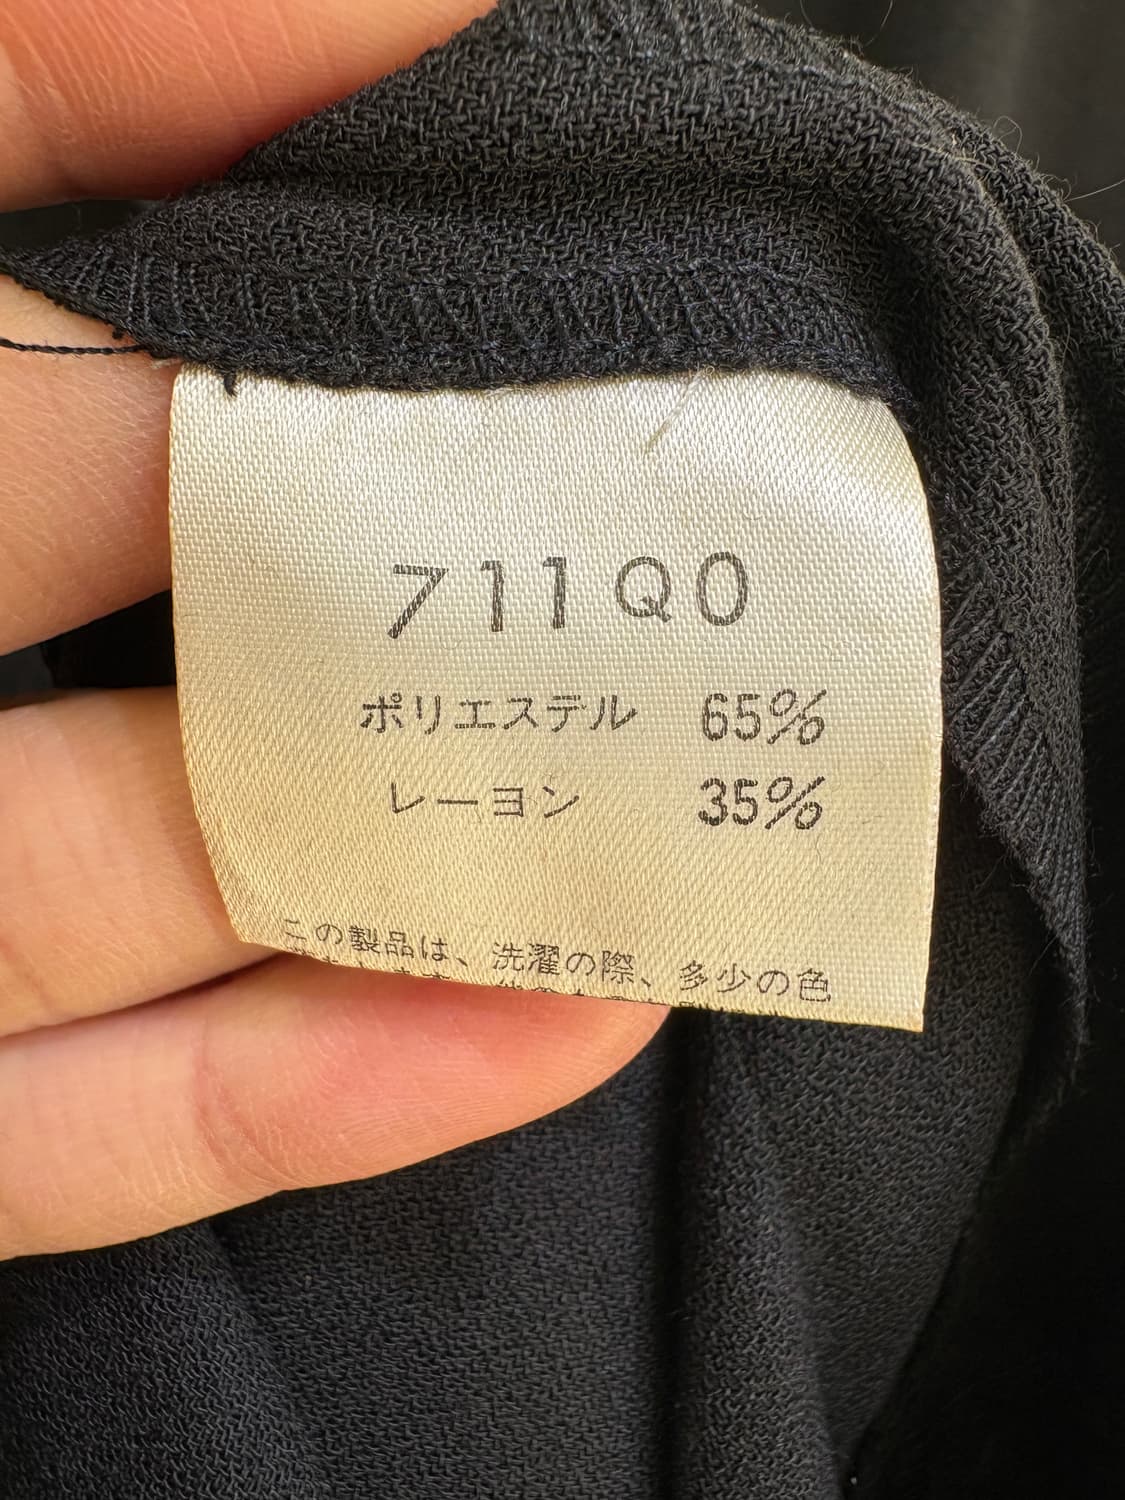 711Q0
ポリエステル 65%
レーヨン 35%
この製品は、洗濯の際、多少の色